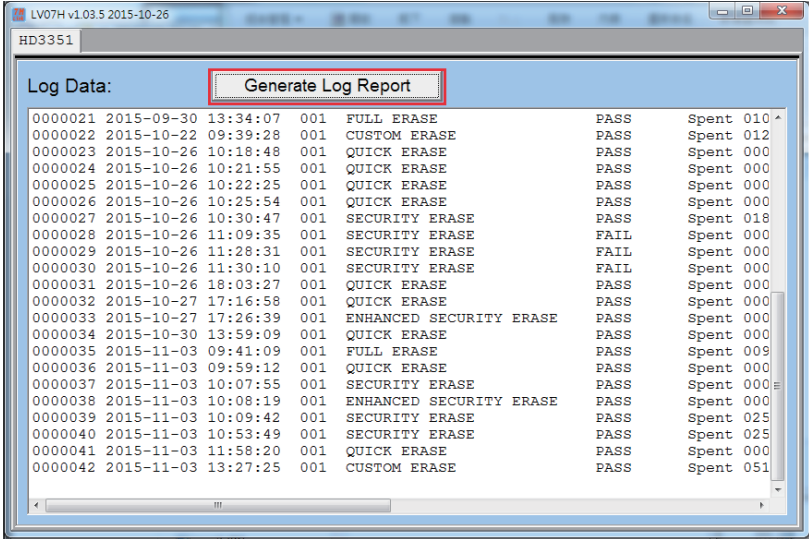 LV07H v1.03.5 2015-10-26
HD3351
Log Data: Generate Log Report
0000021 2015-09-30 13:34:07 001 FULL ERASE PASS Spent 010
0000022 2015-10-22 09:39:28 001 CUSTOM ERASE PASS Spent 012
0000023 2015-10-26 10:18:48 001 QUICK ERASE PASS Spent 000
0000024 2015-10-26 10:21:55 001 QUICK ERASE PASS Spent 000
0000025 2015-10-26 10:22:25 001 QUICK ERASE PASS Spent 000
0000026 2015-10-26 10:25:54 001 QUICK ERASE PASS Spent 000
0000027 2015-10-26 10:30:47 001 SECURITY ERASE PASS Spent 018
0000028 2015-10-26 11:09:35 001 SECURITY ERASE FAIL Spent 000
0000029 2015-10-26 11:28:31 001 SECURITY ERASE FAIL Spent 000
0000030 2015-10-26 11:30:10 001 SECURITY ERASE FAIL Spent 000
0000031 2015-10-26 18:03:27 001 QUICK ERASE PASS Spent 000
0000032 2015-10-27 17:16:58 001 QUICK ERASE PASS Spent 000
0000033 2015-10-27 17:26:39 001 ENHANCED SECURITY ERASE PASS Spent 000
0000034 2015-10-30 13:59:09 001 QUICK ERASE PASS Spent 000
0000035 2015-11-03 09:41:09 001 FULL ERASE PASS Spent 009
0000036 2015-11-03 09:59:12 001 QUICK ERASE PASS Spent 000
0000037 2015-11-03 10:07:55 001 SECURITY ERASE PASS Spent 000
0000038 2015-11-03 10:08:19 001 ENHANCED SECURITY ERASE PASS Spent 000
0000039 2015-11-03 10:09:42 001 SECURITY ERASE PASS Spent 025
0000040 2015-11-03 10:53:49 001 SECURITY ERASE PASS Spent 025
0000041 2015-11-03 11:58:20 001 QUICK ERASE PASS Spent 000
0000042 2015-11-03 13:27:25 001 CUSTOM ERASE PASS Spent 051